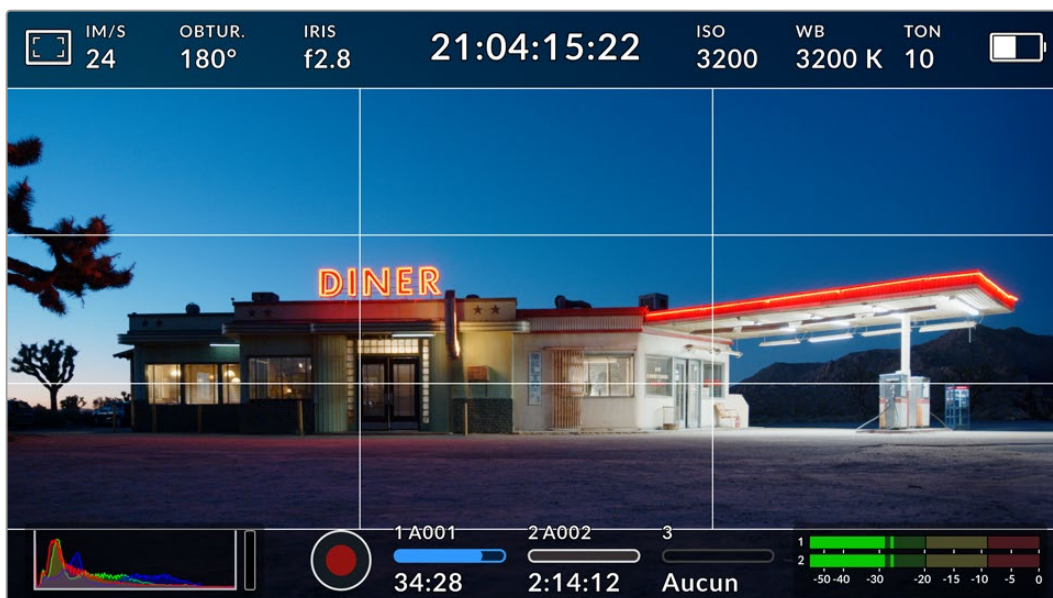 IM/S OBTUR. IRIS 21:04:15:22 ISO WB TON
24 180° f2.8 3200 3200 K 10
DINER
1 A001 2 A002 3
34:28 2:14:12 Aucun
1
2
-50 -40 -30 -20 -15 -10 -5 0